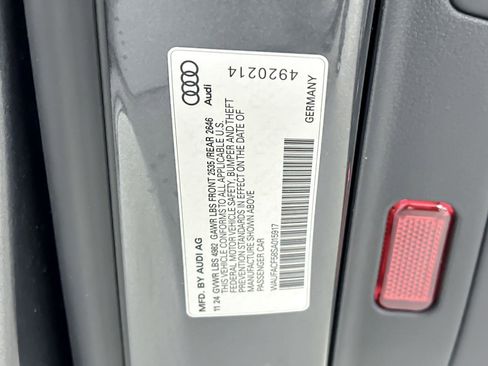 4920214
Audi
GERMANY
MFD. BY AUDI AG
11 24 GVWR LBS 4982 GAWR LBS FRONT 2535/REAR 2646
THIS VEHICLE CONFORMS TO ALL APPLICABLE U.S.
FEDERAL MOTOR VEHICLE SAFETY, BUMPER AND THEFT
PREVENTION STANDARDS IN EFFECT ON THE DATE OF
MANUFACTURE SHOWN ABOVE
PASSENGER CAR
WAUFACF58SA015917